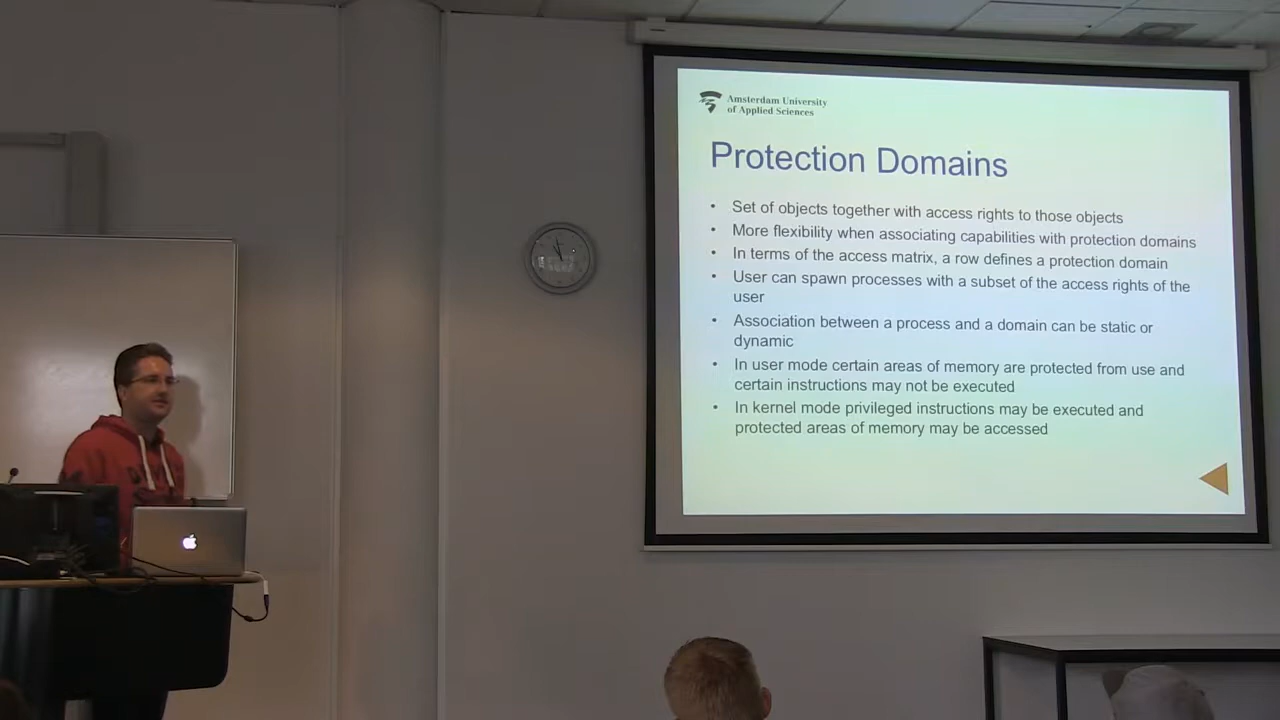 Amsterdam University
of Applied Sciences
Protection Domains
• Set of objects together with access rights to those objects
• More flexibility when associating capabilities with protection domains
• In terms of the access matrix, a row defines a protection domain
• User can spawn processes with a subset of the access rights of the
user
• Association between a process and a domain can be static or
dynamic
• In user mode certain areas of memory are protected from use and
certain instructions may not be executed
• In kernel mode privileged instructions may be executed and
protected areas of memory may be accessed